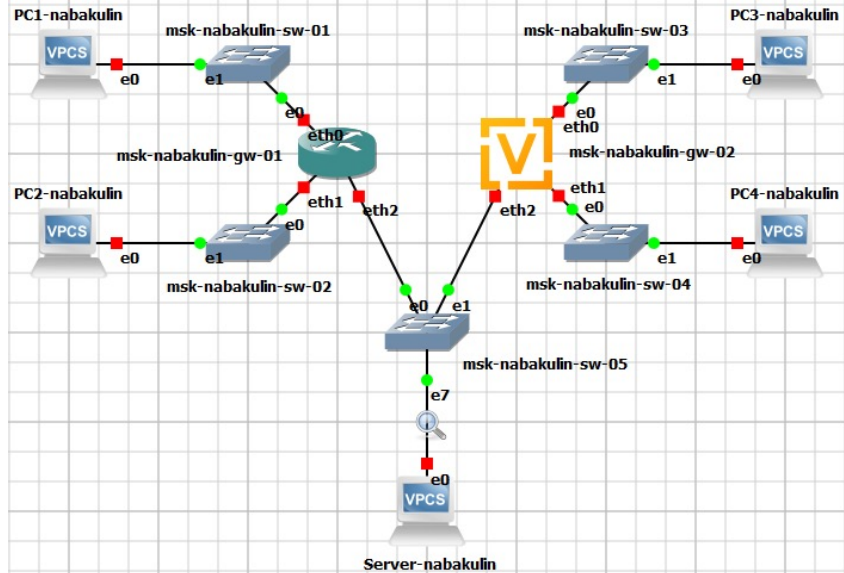 PC1-nabakulin
VPCS
e0
e1
msk-nabakulin-sw-01
e0
eth0
msk-nabakulin-gw-01
PC2-nabakulin
VPCS
e0
e1
e0
eth1
msk-nabakulin-sw-02
eth2
msk-nabakulin-sw-03
PC3-nabakulin
VPCS
e1
e0
e0
eth0
msk-nabakulin-gw-02
V
eth1
e0
PC4-nabakulin
VPCS
e1
e0
msk-nabakulin-sw-04
eth2
e0
e1
msk-nabakulin-sw-05
e7
e0
VPCS
Server-nabakulin